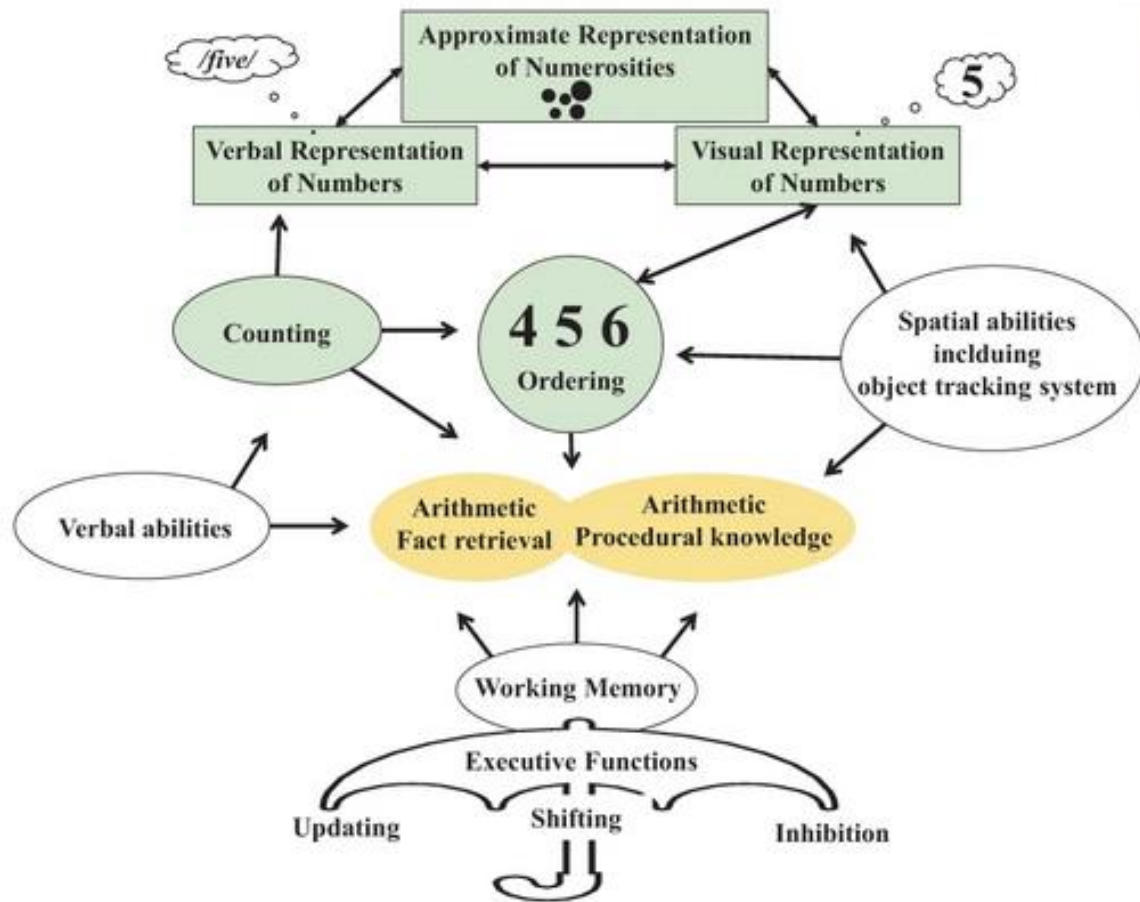 Approximate Representation
of Numerosities
/five/
5
Verbal Representation
of Numbers
Visual Representation
of Numbers
Counting
4 5 6
Ordering
Spatial abilities
inclduing
object tracking system
Verbal abilities
Arithmetic
Fact retrieval
Arithmetic
Procedural knowledge
Working Memory
Executive Functions
Updating
Shifting
Inhibition